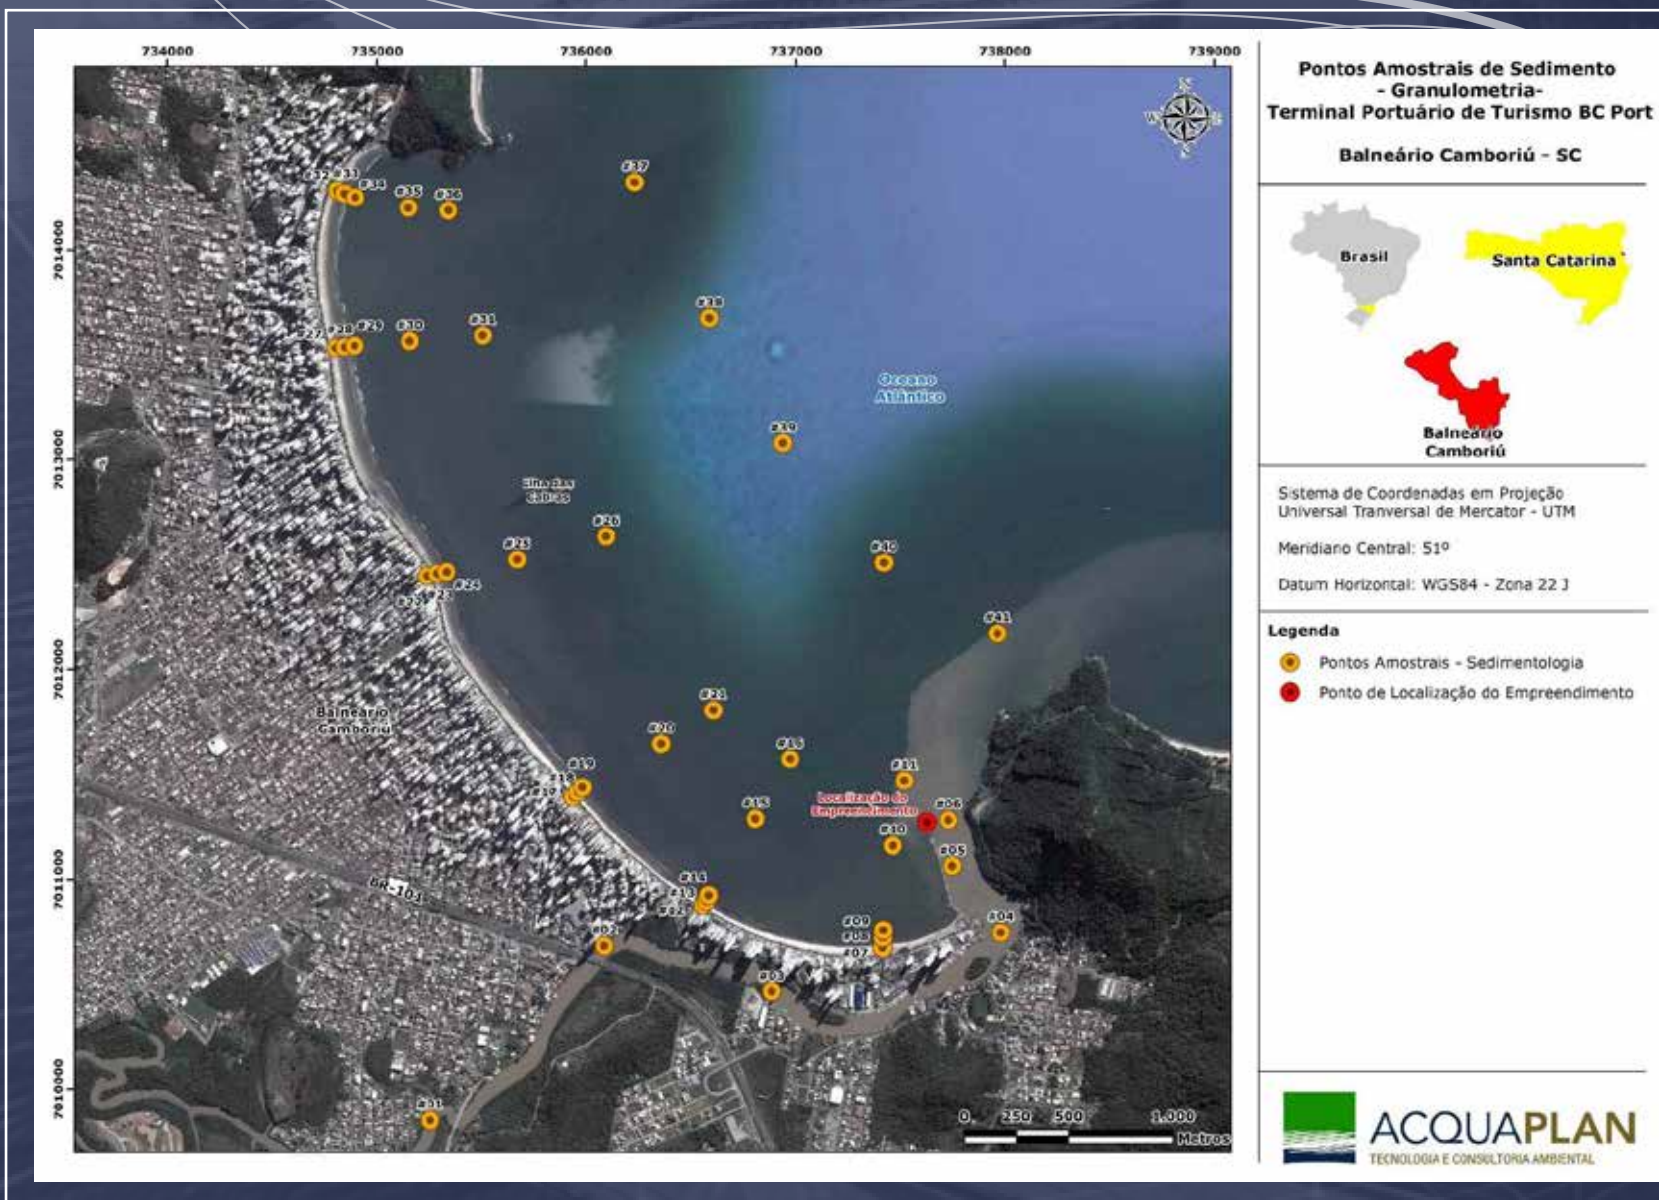 734000 735000 736000 737000 738000 739000
7014000
7013000
7012000
7011000
7010000
N
W E
S
#32 #33
#34
#35
#36
#37
#38
#27 #28 #29
#30
#31
Oceano
Atlântico
#39
Ilha das
Cabras
#26
#25
#40
#24
#23
#22
#41
#21
#20
#16
Balneário
Camboriú
#19
#18
#17
#11
Localização do
Empreendimento
#15
#06
#10
#05
#14
#13
#12
BR-101
#09
#08
#07
#04
#02
#03
#01
0 250 500 1.000
Metros
Pontos Amostrais de Sedimento
- Granulometria-
Terminal Portuário de Turismo BC Port
Balneário Camboriú - SC
Brasil
Santa Catarina
Balneário
Camboriú
Sistema de Coordenadas em Projeção
Universal Tranversal de Mercator - UTM
Meridiano Central: 51º
Datum Horizontal: WGS84 - Zona 22 J
Legenda
Pontos Amostrais - Sedimentologia
Ponto de Localização do Empreendimento
ACQUAPLAN
TECNOLOGIA E CONSULTORIA AMBIENTAL